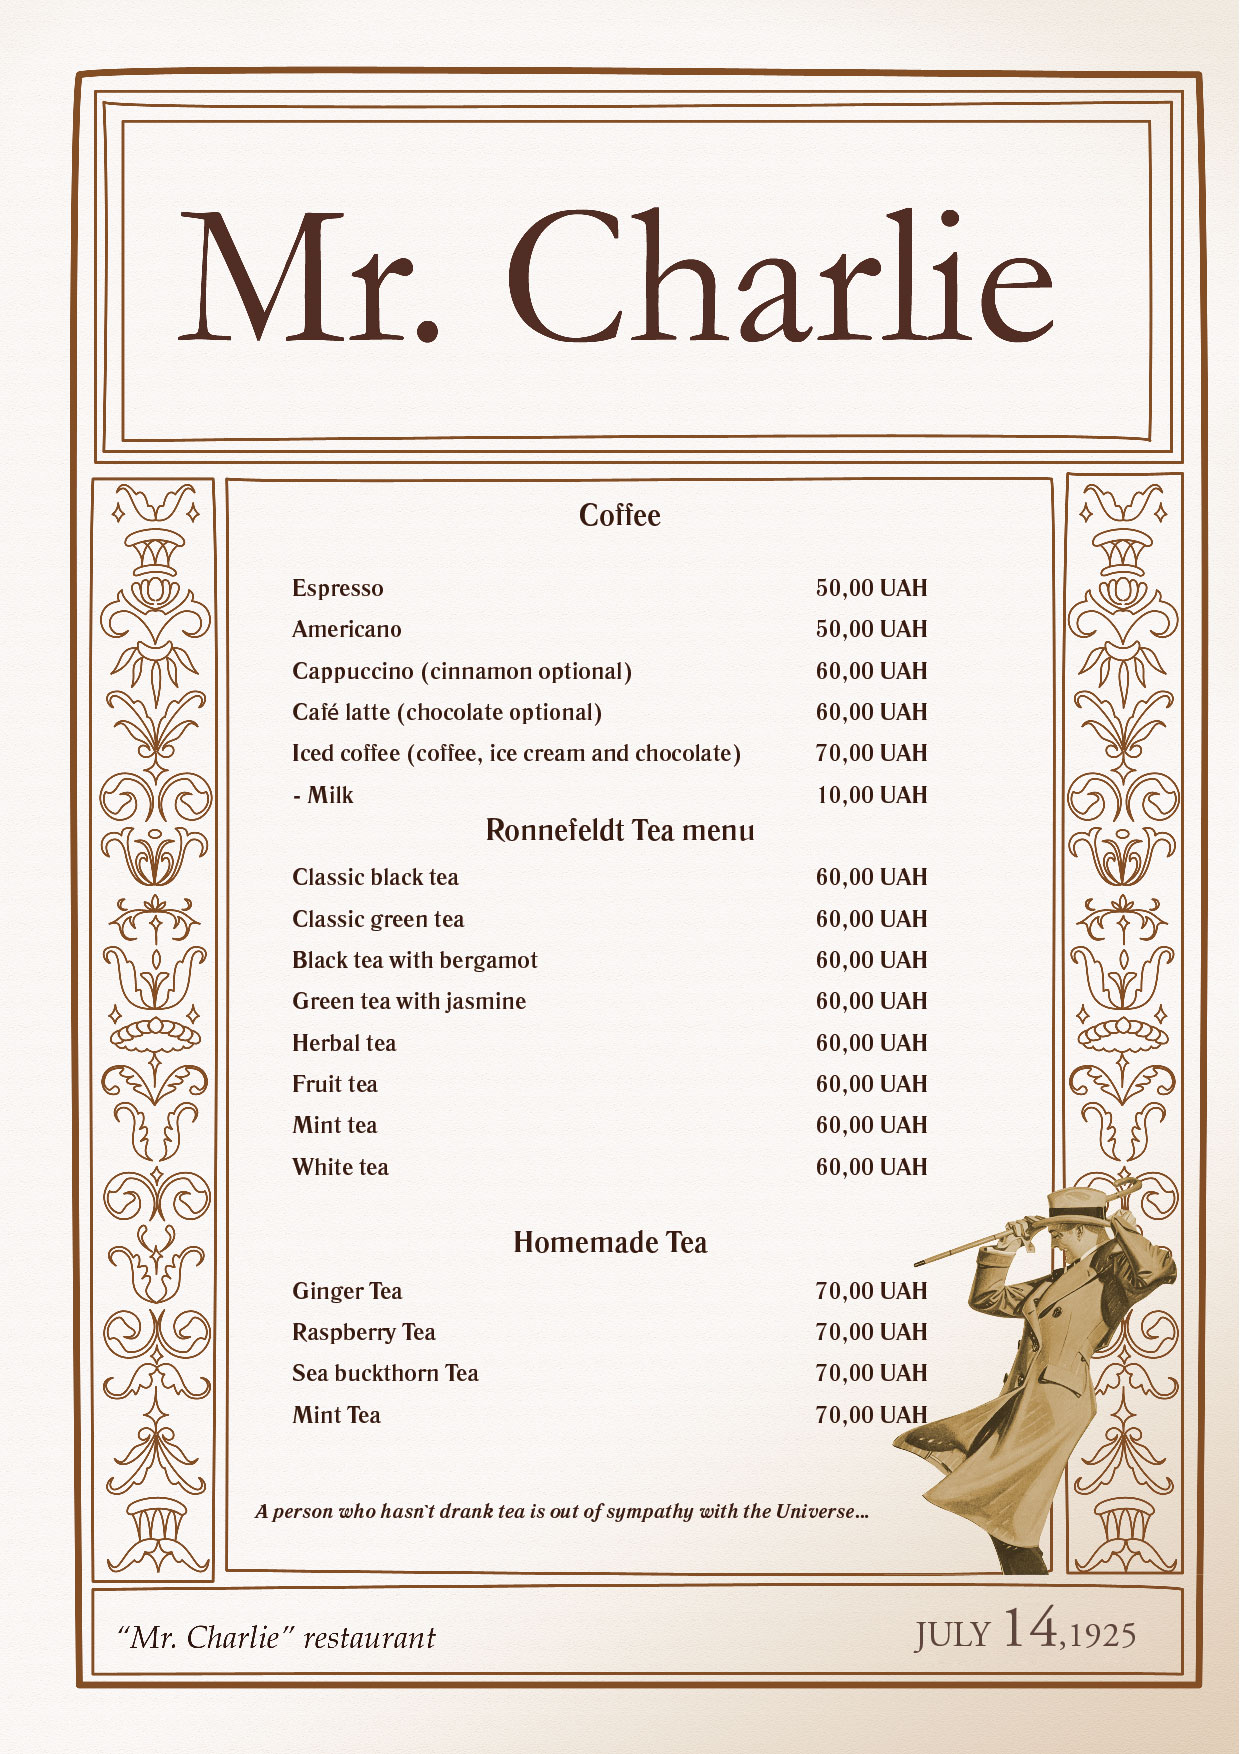 Mr. Charlie
Coffee
Espresso 50,00 UAH
Americano 50,00 UAH
Cappuccino (cinnamon optional) 60,00 UAH
Café latte (chocolate optional) 60,00 UAH
Iced coffee (coffee, ice cream and chocolate) 70,00 UAH
- Milk 10,00 UAH
Ronnefeldt Tea menu
Classic black tea 60,00 UAH
Classic green tea 60,00 UAH
Black tea with bergamot 60,00 UAH
Green tea with jasmine 60,00 UAH
Herbal tea 60,00 UAH
Fruit tea 60,00 UAH
Mint tea 60,00 UAH
White tea 60,00 UAH
Homemade Tea
Ginger Tea 70,00 UAH
Raspberry Tea 70,00 UAH
Sea buckthorn Tea 70,00 UAH
Mint Tea 70,00 UAH
A person who hasn`t drank tea is out of sympathy with the Universe...
“Mr. Charlie” restaurant JULY 14,1925